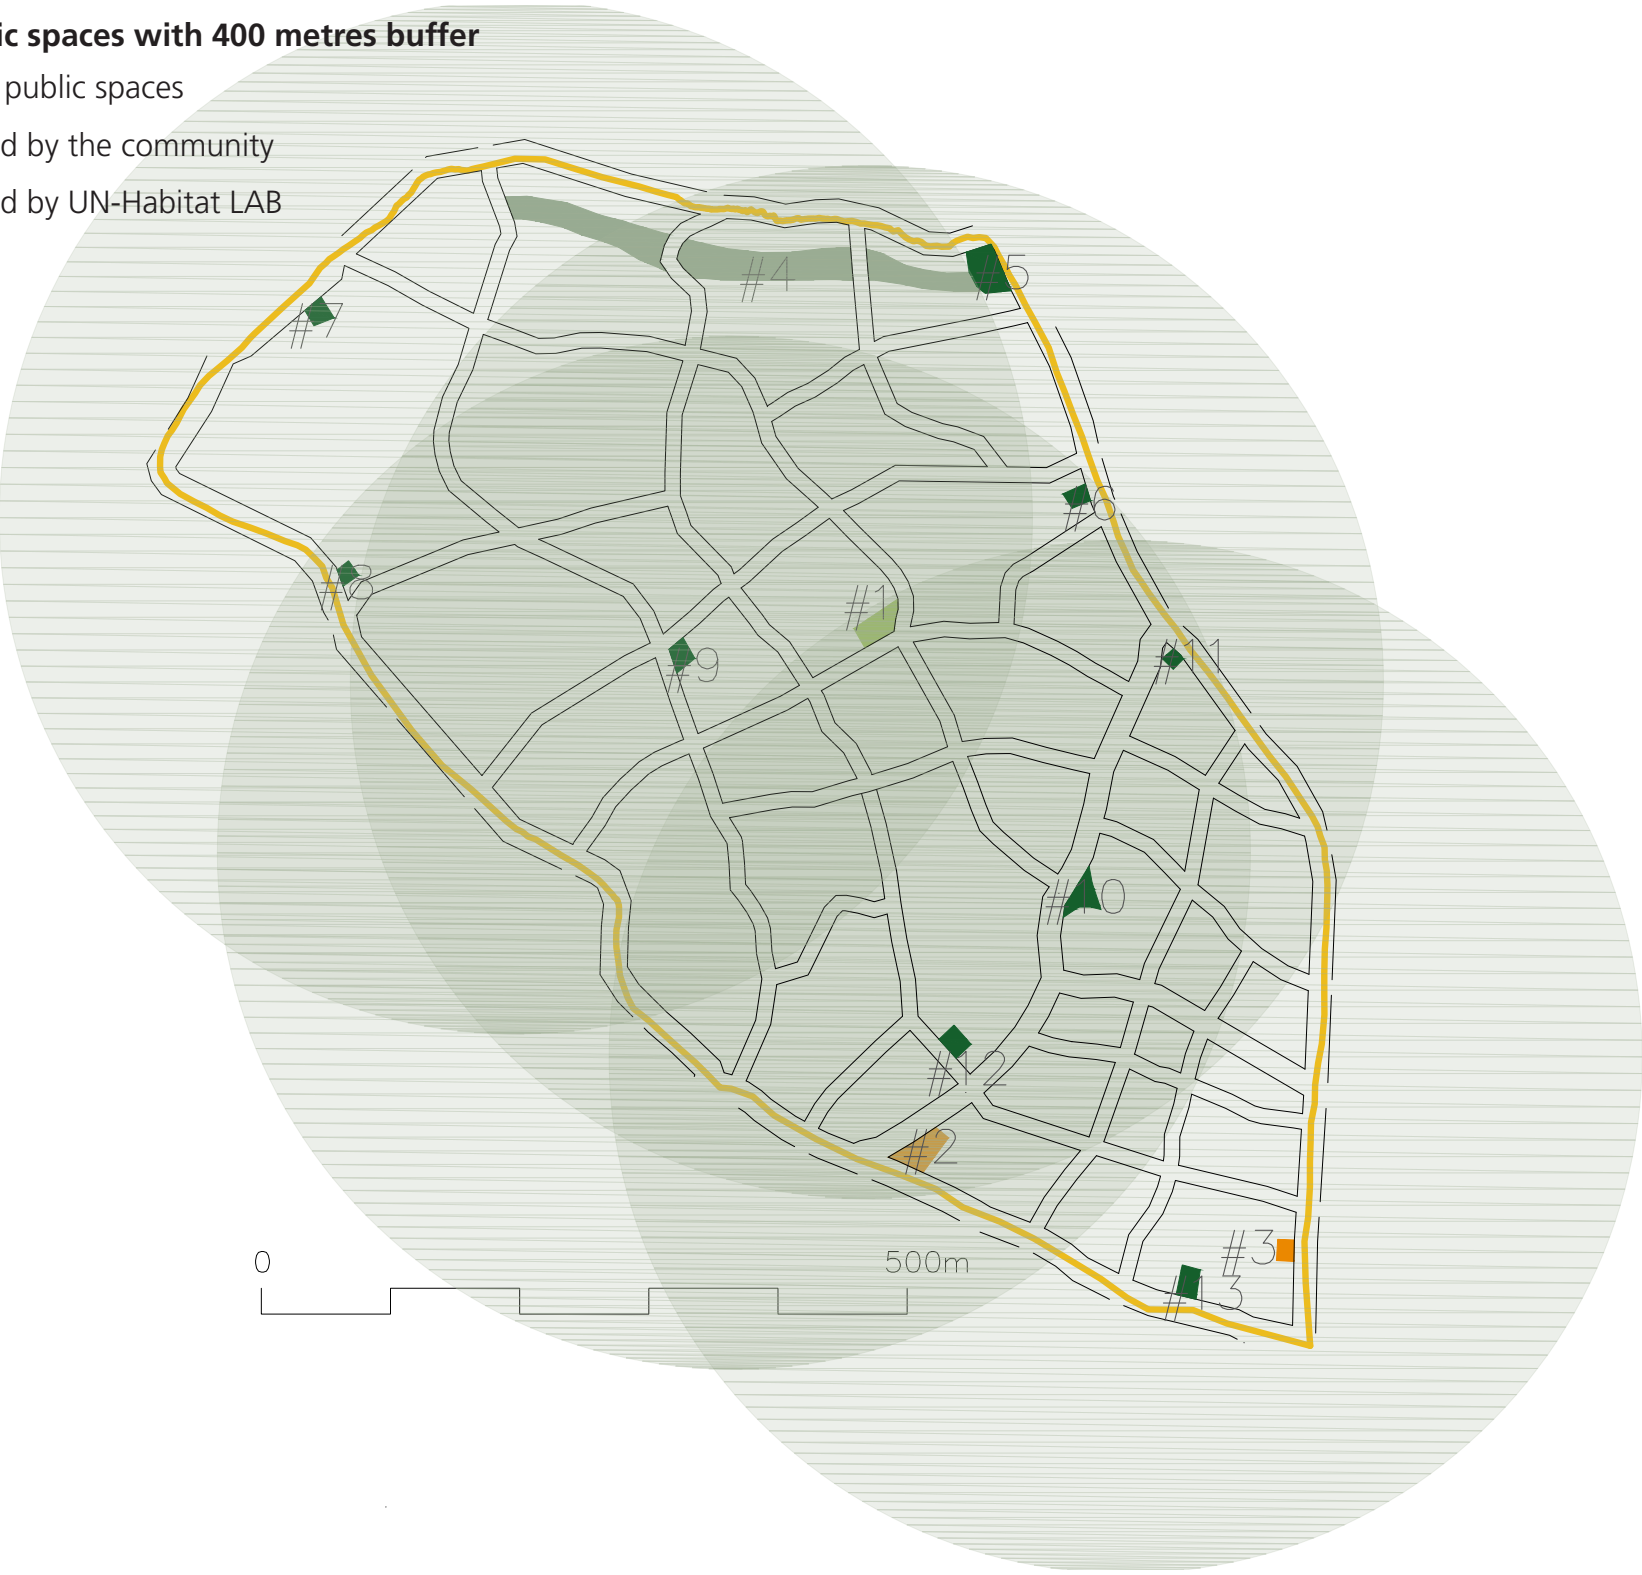 ic spaces with 400 metres buffer
public spaces
d by the community
d by UN-Habitat LAB
#4
#5
#7
#6
#8
#1
#9
#11
#10
#12
#2
#3
#13
0
500m